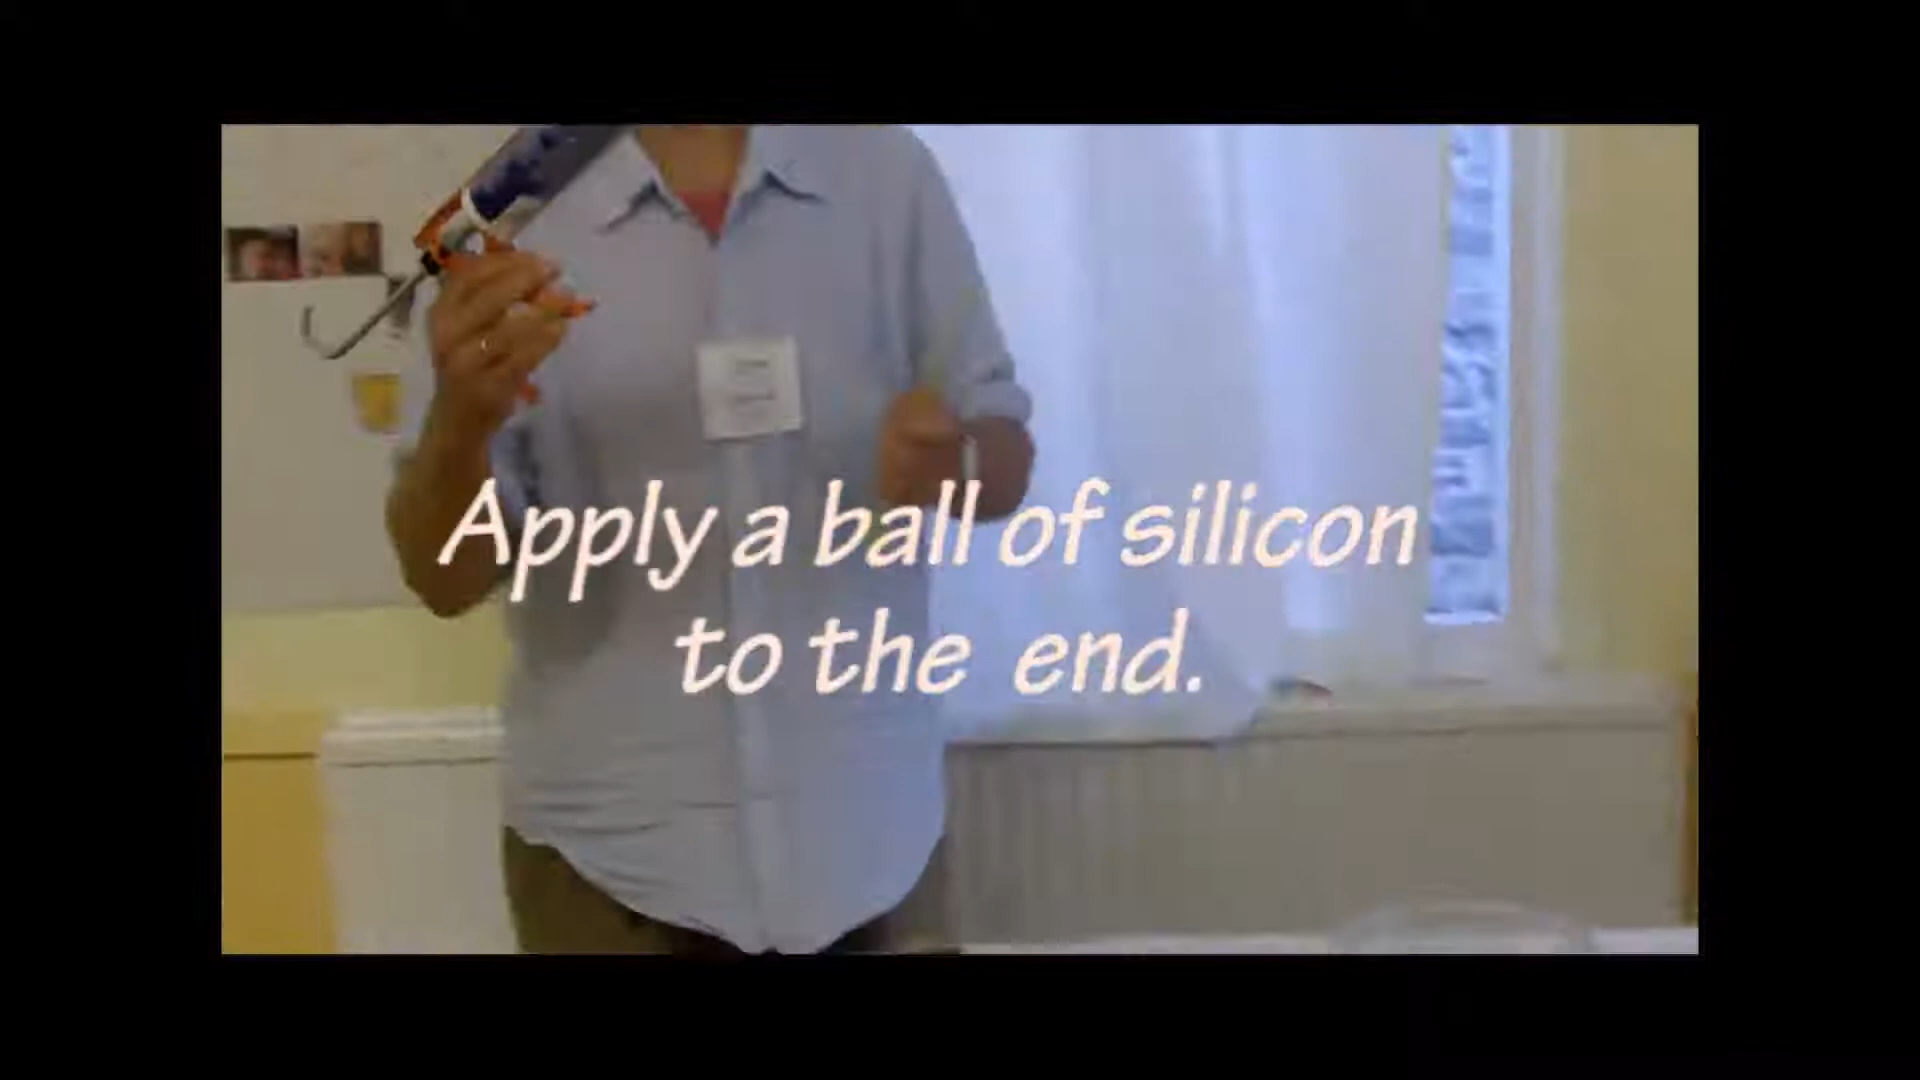 Apply a ball of silicon
to the end.